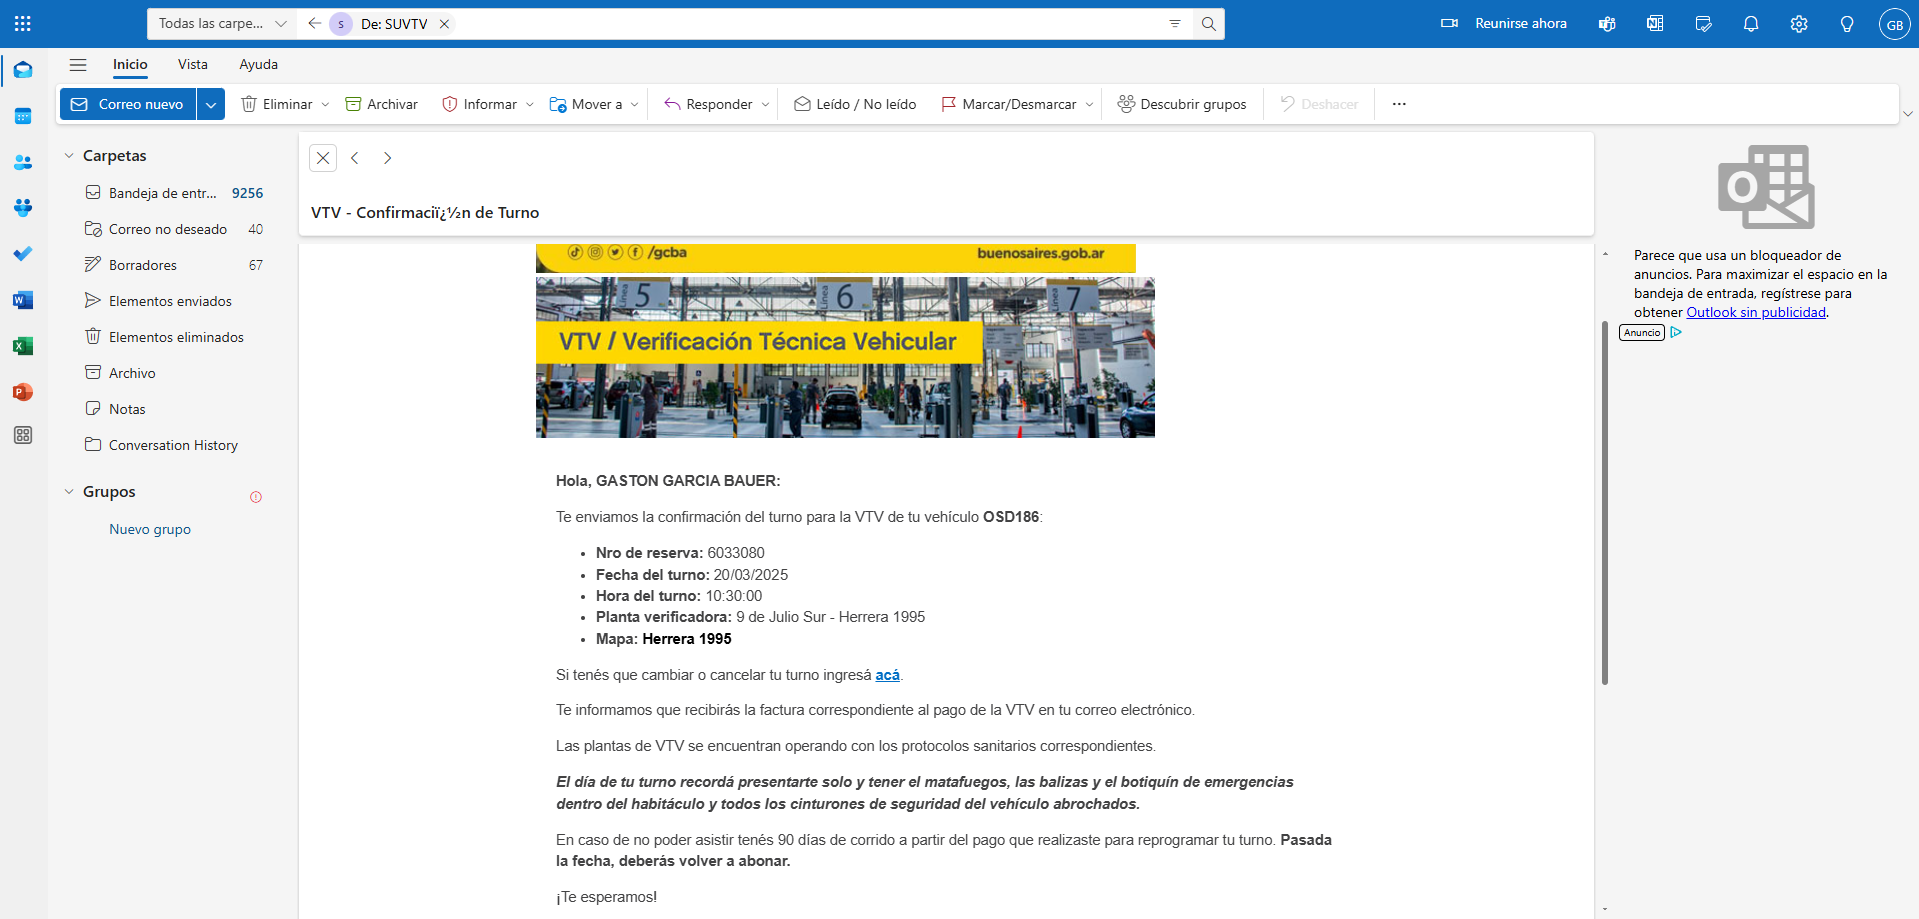 Todas las carpe...
S
De: SUVTV
Reunirse ahora
GB
Inicio
Vista
Ayuda
Correo nuevo
Eliminar
Archivar
Informar
Mover a
Responder
Leído / No leído
Marcar/Desmarcar
Descubrir grupos
Deshacer
Carpetas
Bandeja de entr... 9256
Correo no deseado 40
Borradores 67
Elementos enviados
Elementos eliminados
Archivo
Notas
Conversation History
Grupos
Nuevo grupo
VTV - Confirmaciï¿½n de Turno
/gcba
buenosaires.gob.ar
Línea 5
Línea 6
7
VTV / Verificación Técnica Vehicular
Hola, GASTON GARCIA BAUER:
Te enviamos la confirmación del turno para la VTV de tu vehículo OSD186:
• Nro de reserva: 6033080
• Fecha del turno: 20/03/2025
• Hora del turno: 10:30:00
• Planta verificadora: 9 de Julio Sur - Herrera 1995
• Mapa: Herrera 1995
Si tenés que cambiar o cancelar tu turno ingresá acá.
Te informamos que recibirás la factura correspondiente al pago de la VTV en tu correo electrónico.
Las plantas de VTV se encuentran operando con los protocolos sanitarios correspondientes.
El día de tu turno recordá presentarte solo y tener el matafuegos, las balizas y el botiquín de emergencias
dentro del habitáculo y todos los cinturones de seguridad del vehículo abrochados.
En caso de no poder asistir tenés 90 días de corrido a partir del pago que realizaste para reprogramar tu turno. Pasada
la fecha, deberás volver a abonar.
¡Te esperamos!
Parece que usa un bloqueador de
anuncios. Para maximizar el espacio en la
bandeja de entrada, regístrese para
obtener Outlook sin publicidad.
Anuncio